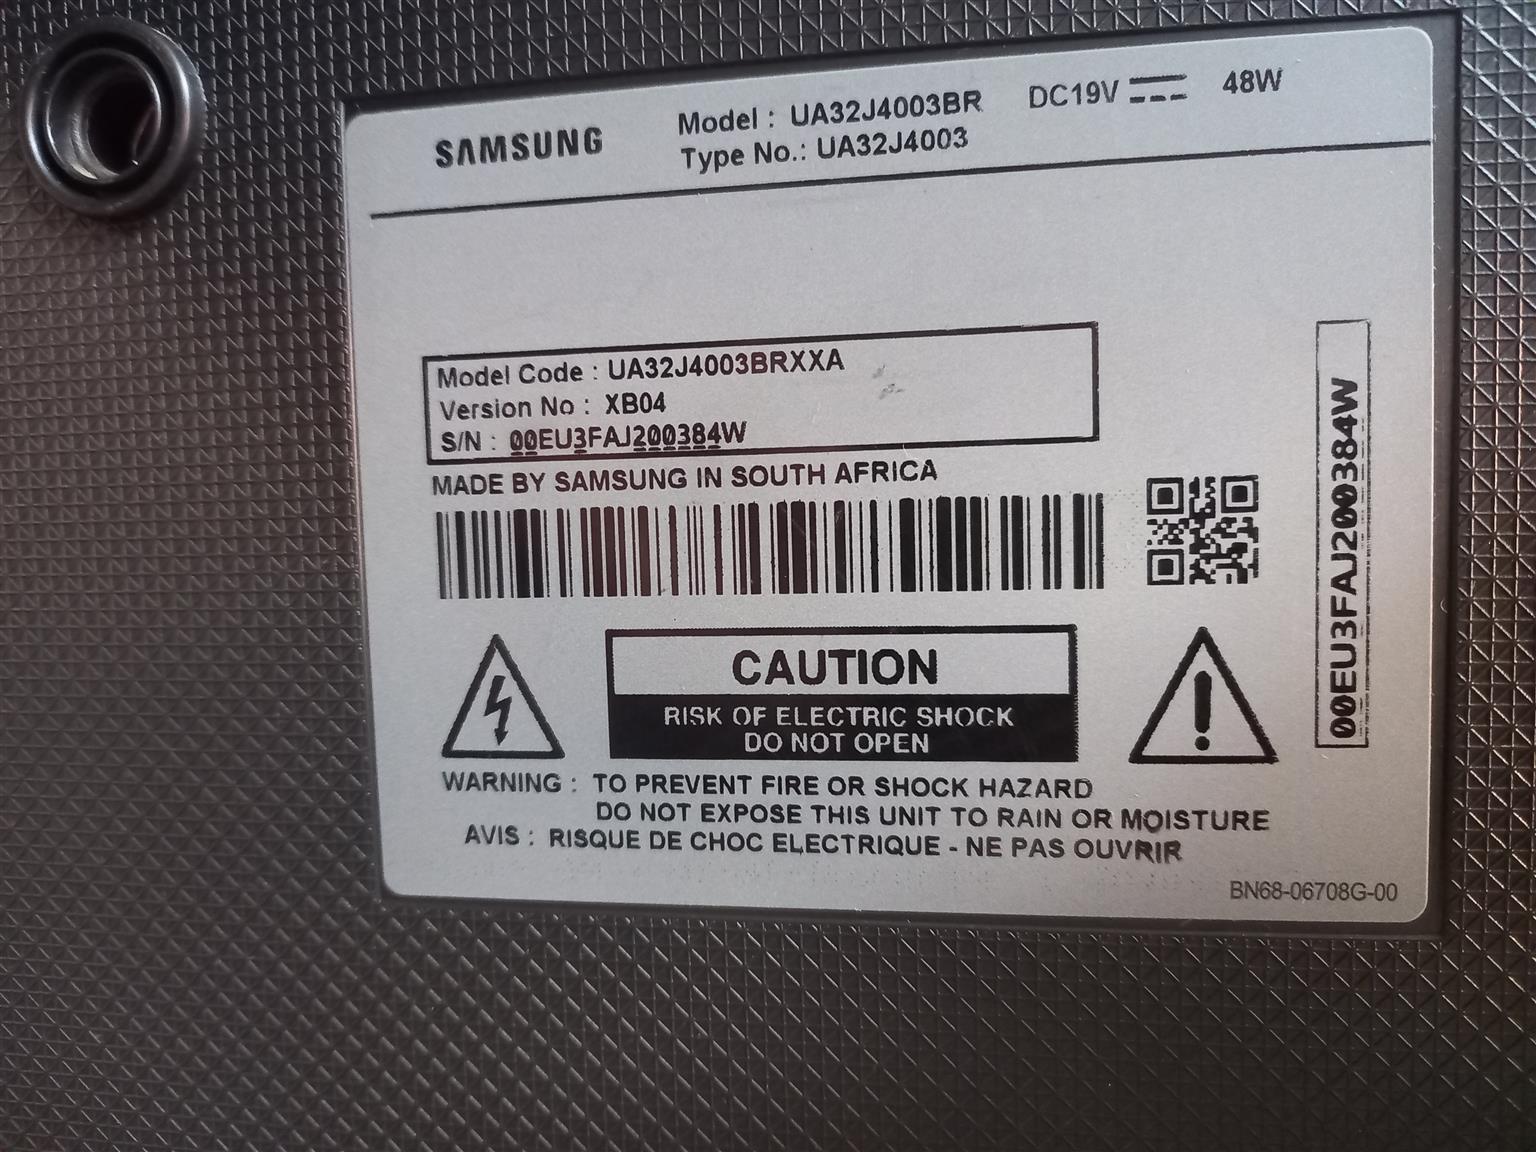 SAMSUNG
Model : UA32J4003BR
Type No.: UA32J4003
DC19V 48W
Model Code : UA32J4003BRXXA
Version No : XB04
S/N : 00EU3FAJ200384W
MADE BY SAMSUNG IN SOUTH AFRICA
00EU3FAJ200384W
CAUTION
RISK OF ELECTRIC SHOCK
DO NOT OPEN
WARNING : TO PREVENT FIRE OR SHOCK HAZARD
DO NOT EXPOSE THIS UNIT TO RAIN OR MOISTURE
AVIS : RISQUE DE CHOC ELECTRIQUE - NE PAS OUVRIR
BN68-06708G-00